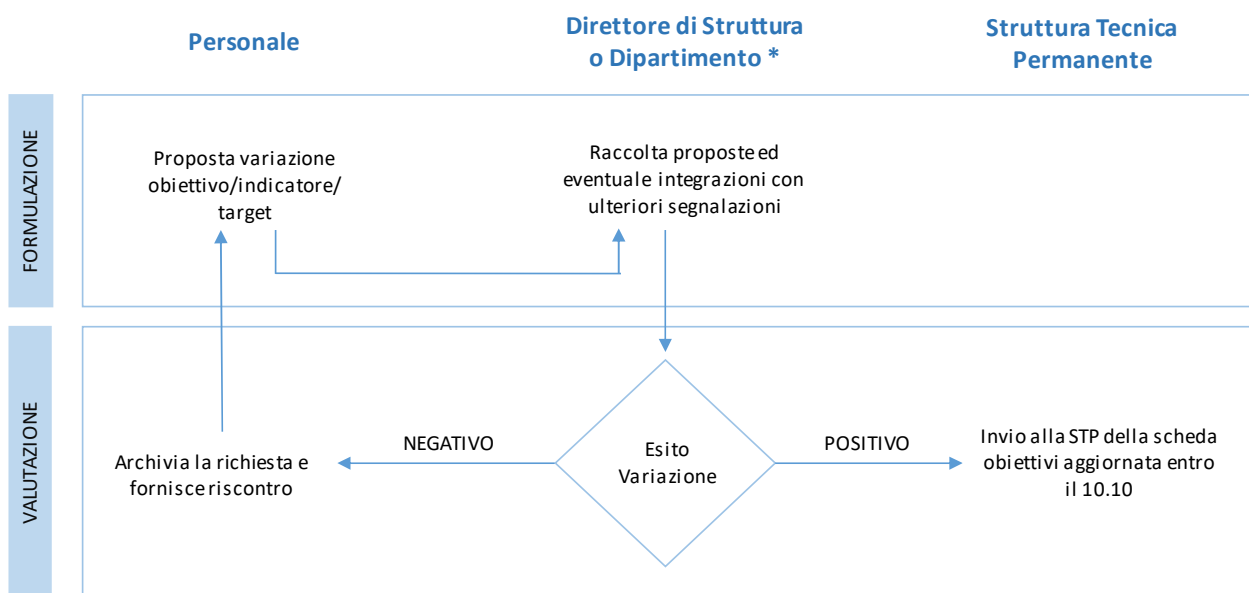 Personale
Direttore di Struttura
o Dipartimento *
Struttura Tecnica
Permanente
FORMULAZIONE
Proposta variazione
obiettivo/indicatore/
target
Raccolta proposte ed
eventuale integrazioni con
ulteriori segnalazioni
VALUTAZIONE
Archivia la richiesta e
fornisce riscontro
NEGATIVO
Esito
Variazione
POSITIVO
Invio alla STP della scheda
obiettivi aggiornata entro
il 10.10